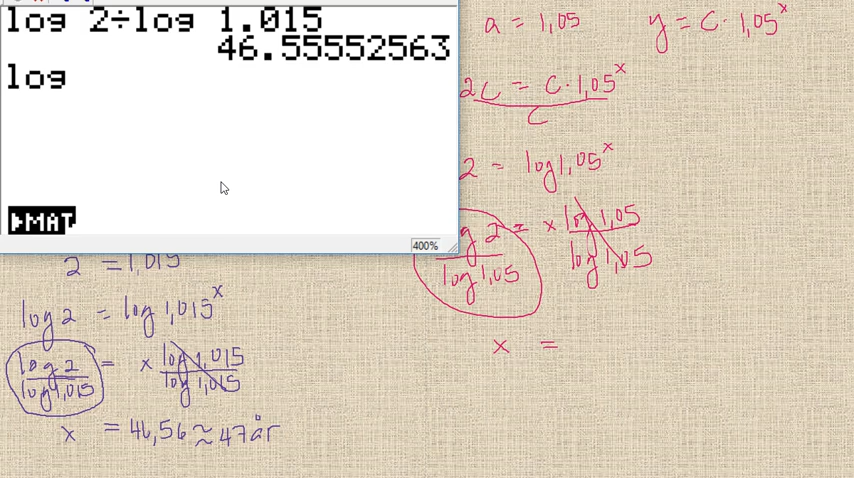 log 2÷log 1.015
46.55552563
log
▶MAT
400%
2 = 1,015
log 2 = log 1,015^x
log 2 / log 1,015 = x log 1,015 / log 1,015
x = 46,56 ≈ 47 år
a = 1,05 y = C · 1,05^x
2C = C · 1,05^x
C
2 = log 1,05^x
g 2 / log 1,05 = x log 1,05 / log 1,05
x =